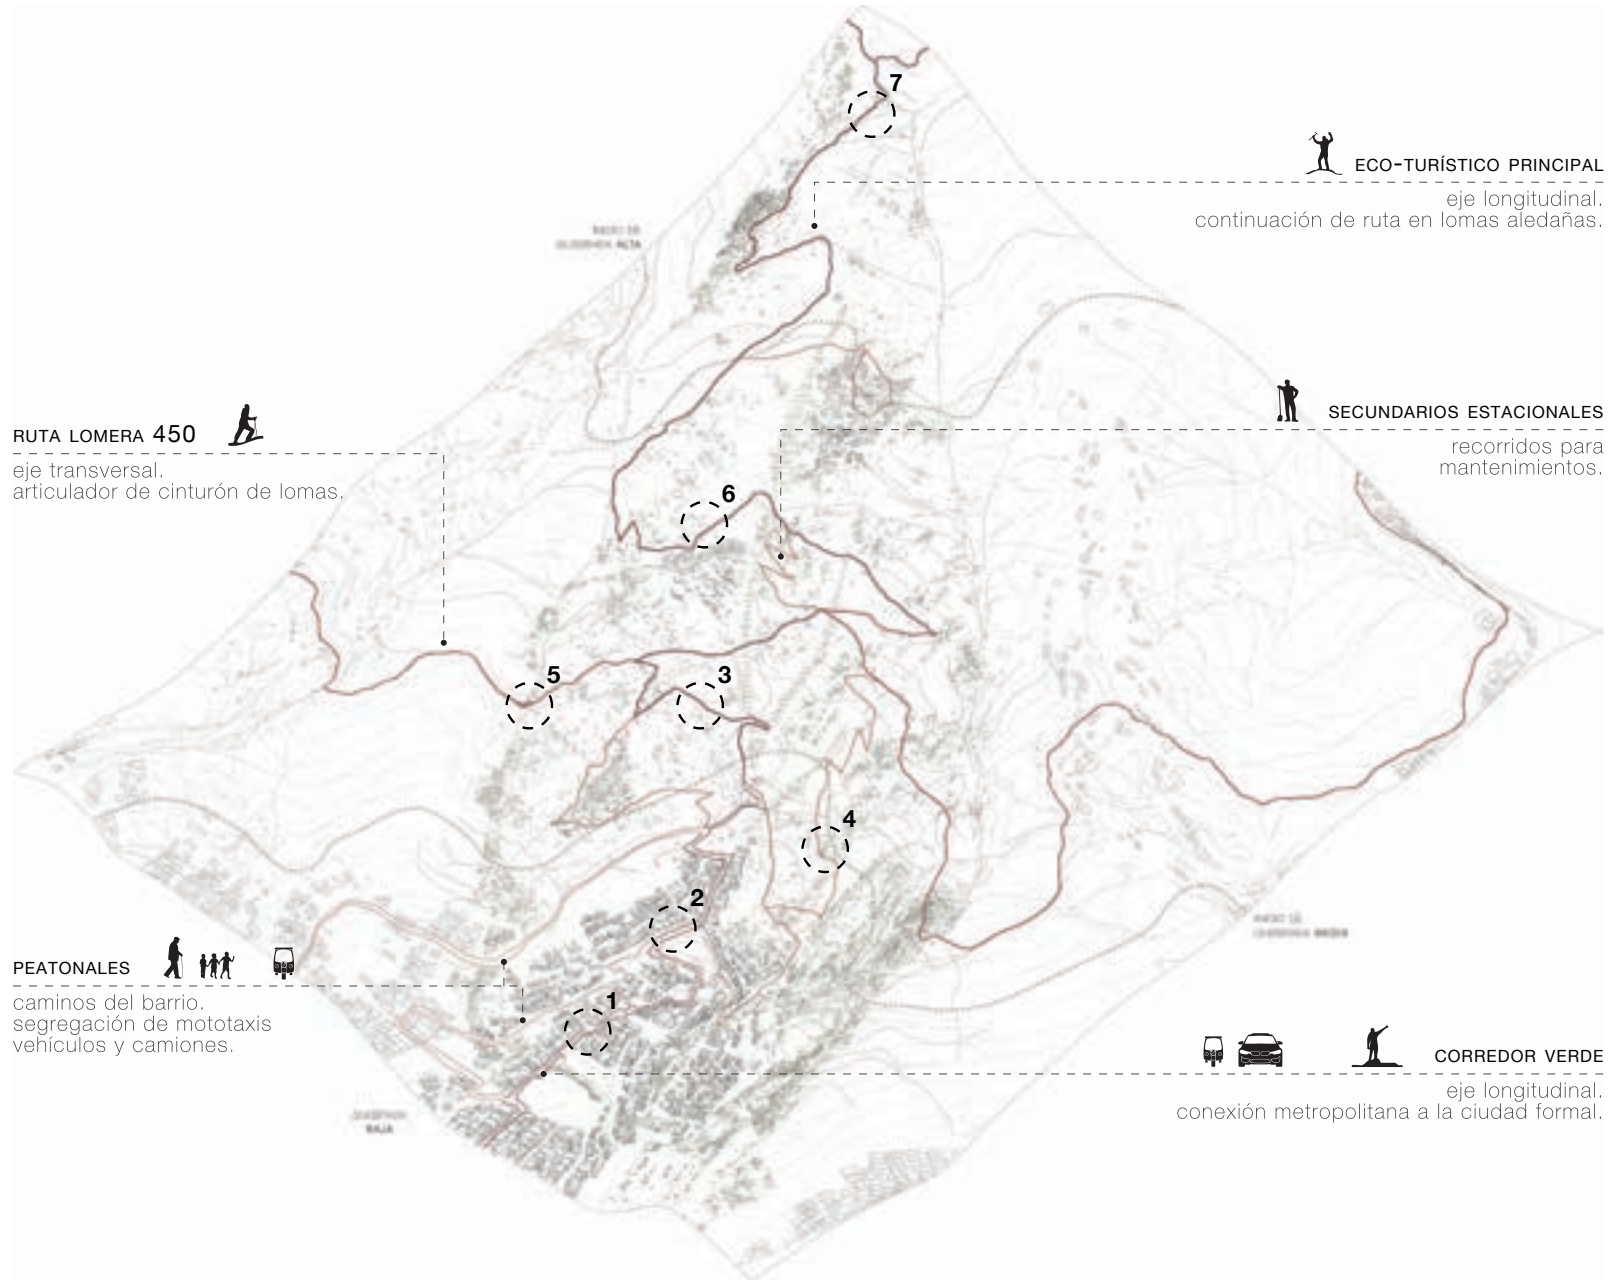 7
ECO-TURÍSTICO PRINCIPAL
eje longitudinal.
continuación de ruta en lomas aledañas.
ALTA
RUTA LOMERA 450
eje transversal.
articulador de cinturón de lomas.
SECUNDARIOS ESTACIONALES
recorridos para
mantenimientos.
6
5
3
4
2
PEATONALES
caminos del barrio.
segregación de mototaxis
vehículos y camiones.
1
CORREDOR VERDE
eje longitudinal.
conexión metropolitana a la ciudad formal.
BAJA